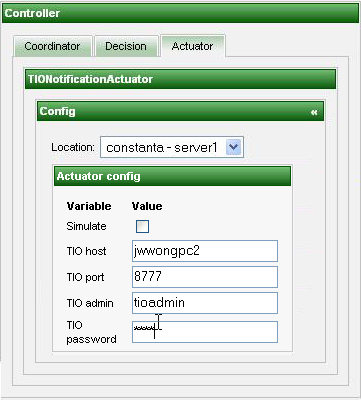 Controller
Coordinator Decision Actuator
TIONotificationActuator
Config «
Location: constanta - server1
Actuator config
Variable Value
Simulate
TIO host jwwongpc2
TIO port 8777
TIO admin tioadmin
TIO
password ****